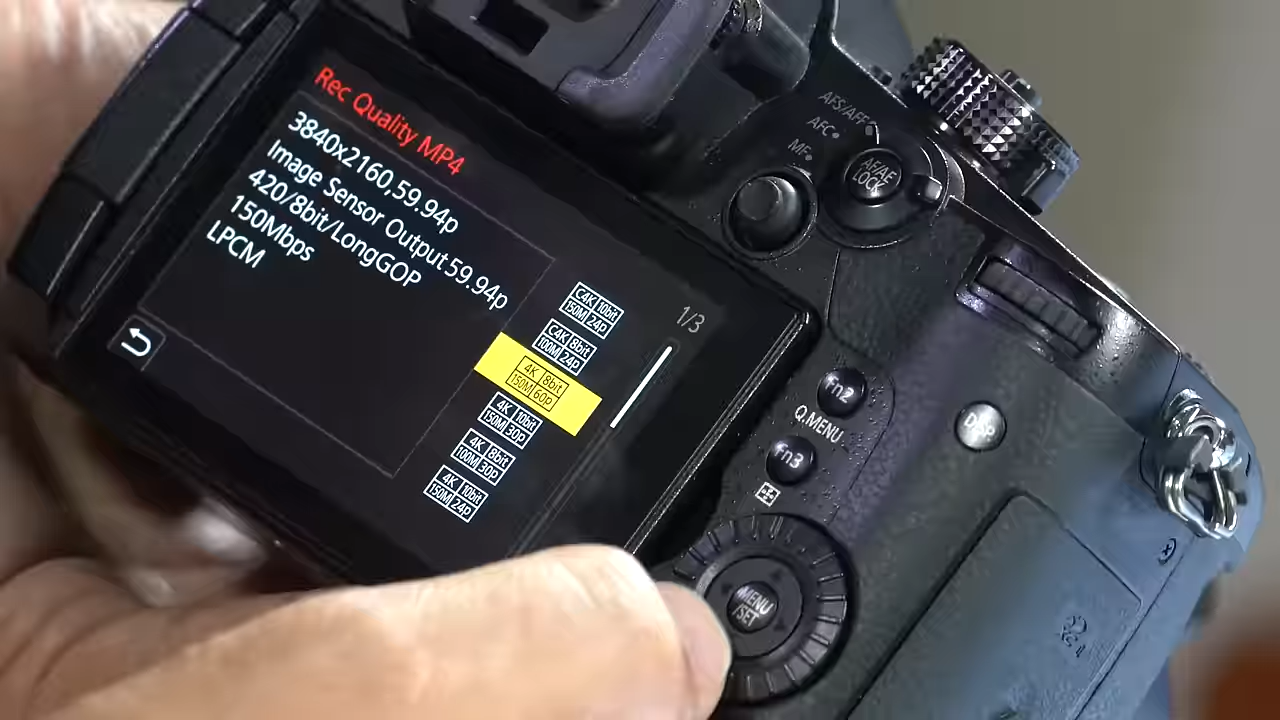 Rec Quality MP4
3840x2160,59.94p
Image Sensor Output59.94p
420/8bit/LongGOP
150Mbps
LPCM
1/3
C4K 10bit
150M 24p
C4K 8bit
100M 24p
4K 8bit
150M 60p
4K 10bit
150M 30p
4K 8bit
100M 30p
4K 10bit
150M 24p
AFS/AFF
AFC
MF
AF/AE
LOCK
Fn2
Q.MENU
Fn3
DISP
MENU
/SET